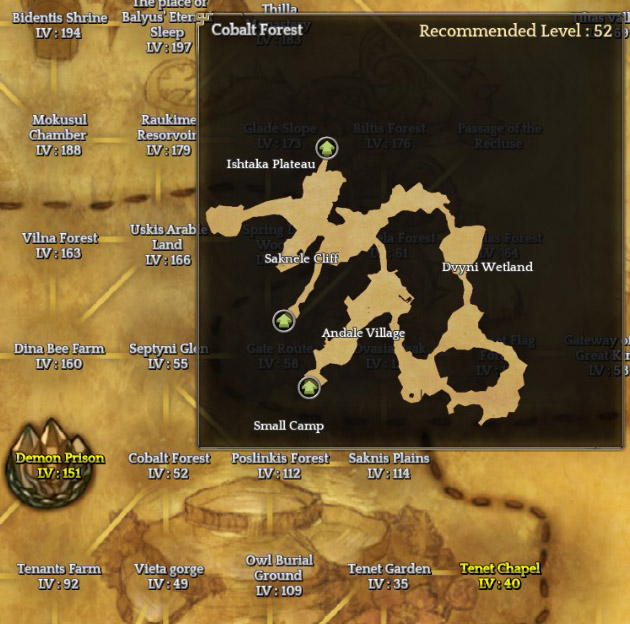 Bidentis Shrine
LV : 194
The place of
Balyus' Eternal
Sleep
LV : 197
Thilla
Cobalt Forest
Recommended Level : 52
Mokusul
Chamber
LV : 188
LV : 179
Glade Slope
LV : 173
Biltis Forest
LV : 176
Passage of the
Recluse
Ishtaka Plateau
Vilna Forest
LV : 163
Uskis Arable
Land
LV : 166
Saknele Cliff
Dvyni Wetland
Andale Village
Dina Bee Farm
LV : 160
Septyni Glen
LV : 55
Gate Route
LV : 58
Small Camp
Demon Prison
LV : 151
Cobalt Forest
LV : 52
Poslinkis Forest
LV : 112
Saknis Plains
LV : 114
Tenants Farm
LV : 92
Vieta gorge
LV : 49
Owl Burial
Ground
LV : 109
Tenet Garden
LV : 35
Tenet Chapel
LV : 40